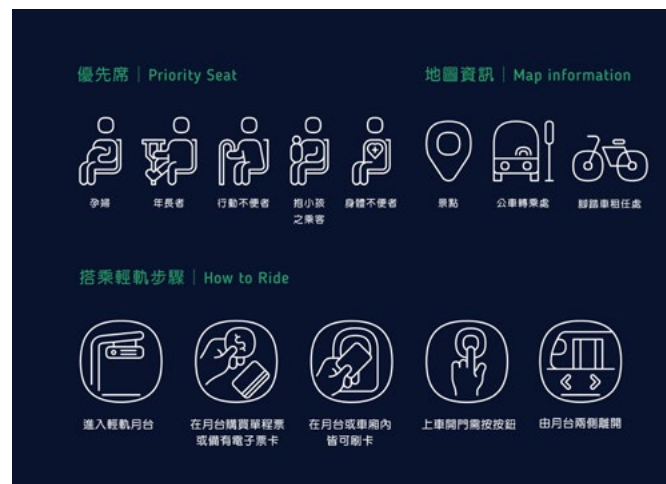 優先席 | Priority Seat
地圖資訊 | Map information
孕婦
年長者
行動不便者
抱小孩
之乘客
身體不便者
景點
公車轉乘處
腳踏車租任處
搭乘輕軌步驟 | How to Ride
進入輕軌月台
在月台購買單程票
或備有電子票卡
在月台或車廂內
皆可刷卡
上車開門需按按鈕
由月台兩側離開